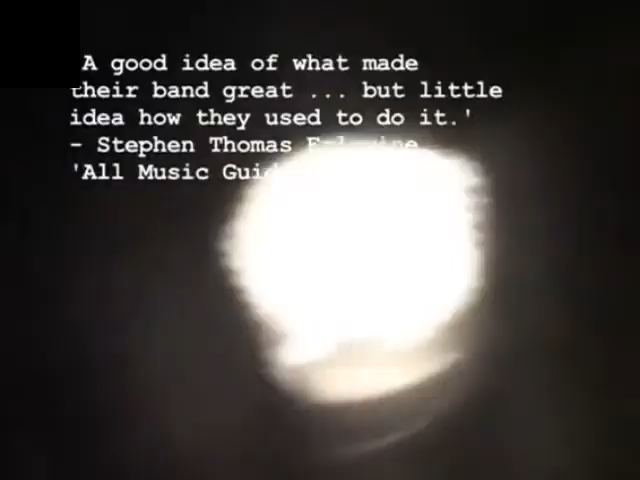 A good idea of what made
their band great ... but little
idea how they used to do it.'
- Stephen Thomas
'All Music